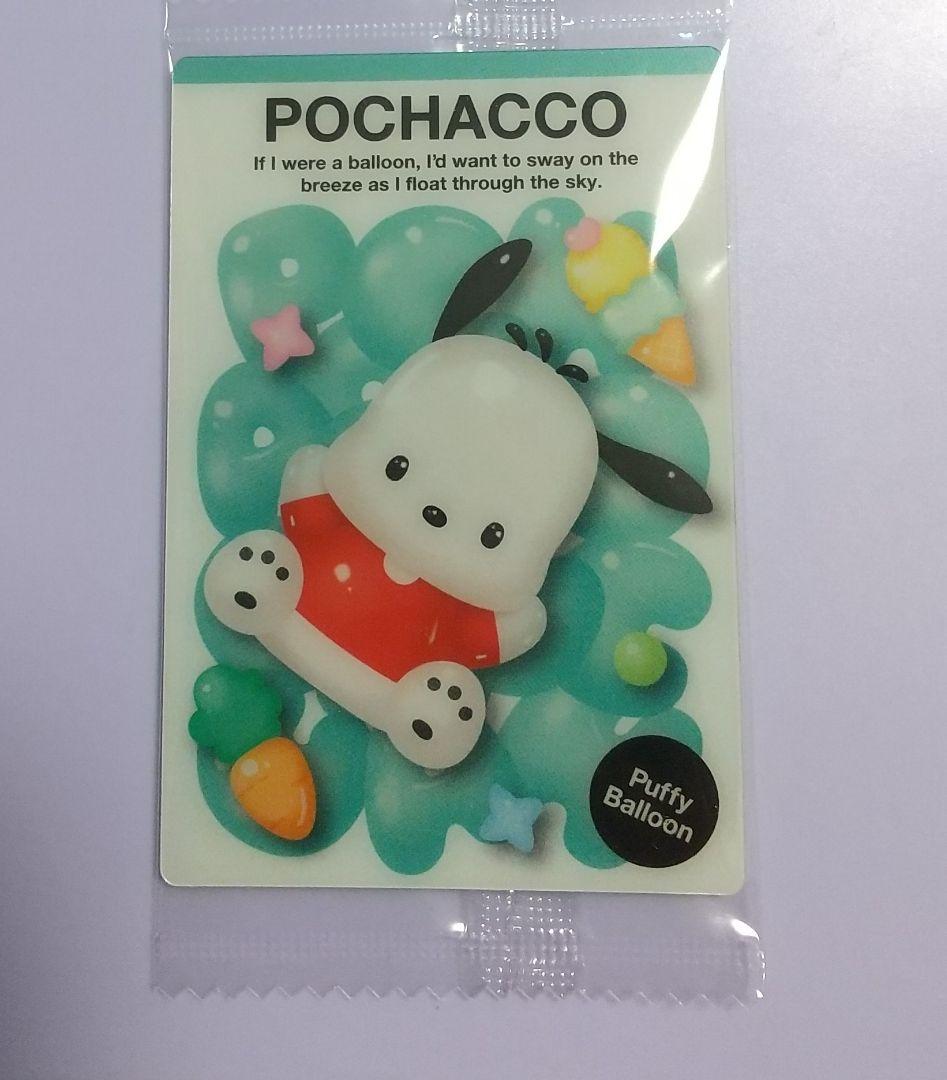 POCHACCO
If I were a balloon, I'd want to sway on the
breeze as I float through the sky.
Puffy
Balloon